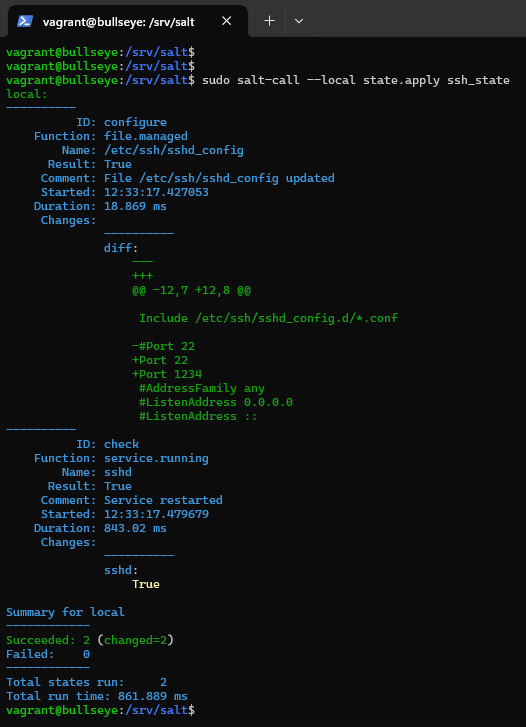 vagrant@bullseye: /srv/salt
vagrant@bullseye:/srv/salt$
vagrant@bullseye:/srv/salt$
vagrant@bullseye:/srv/salt$ sudo salt-call --local state.apply ssh_state
local:
----------
          ID: configure
    Function: file.managed
        Name: /etc/ssh/sshd_config
      Result: True
     Comment: File /etc/ssh/sshd_config updated
     Started: 12:33:17.427053
    Duration: 18.869 ms
     Changes:
              ----------
              diff:
                  ---
                  +++
                  @@ -12,7 +12,8 @@

                   Include /etc/ssh/sshd_config.d/*.conf

                  -#Port 22
                  +Port 22
                  +Port 1234
                   #AddressFamily any
                   #ListenAddress 0.0.0.0
                   #ListenAddress ::
----------
          ID: check
    Function: service.running
        Name: sshd
      Result: True
     Comment: Service restarted
     Started: 12:33:17.479679
    Duration: 843.02 ms
     Changes:
              ----------
              sshd:
                  True

Summary for local
------------
Succeeded: 2 (changed=2)
Failed:    0
------------
Total states run:     2
Total run time: 861.889 ms
vagrant@bullseye:/srv/salt$